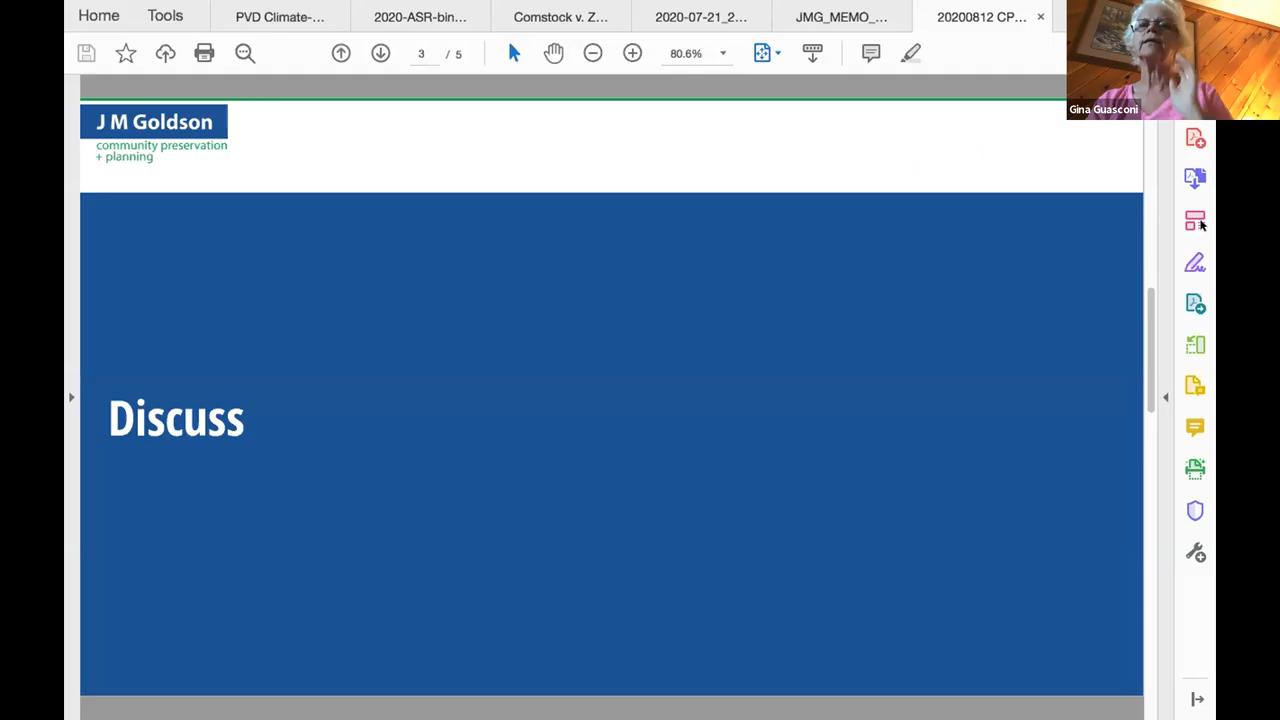 Home
Tools
PVD Climate-...
2020-ASR-bin...
Comstock v. Z...
2020-07-21_2...
JMG_MEMO_...
20200812 CP... ×
3 / 5
80.6%
Gina Guasconi
J M Goldson
community preservation
+ planning
Discuss